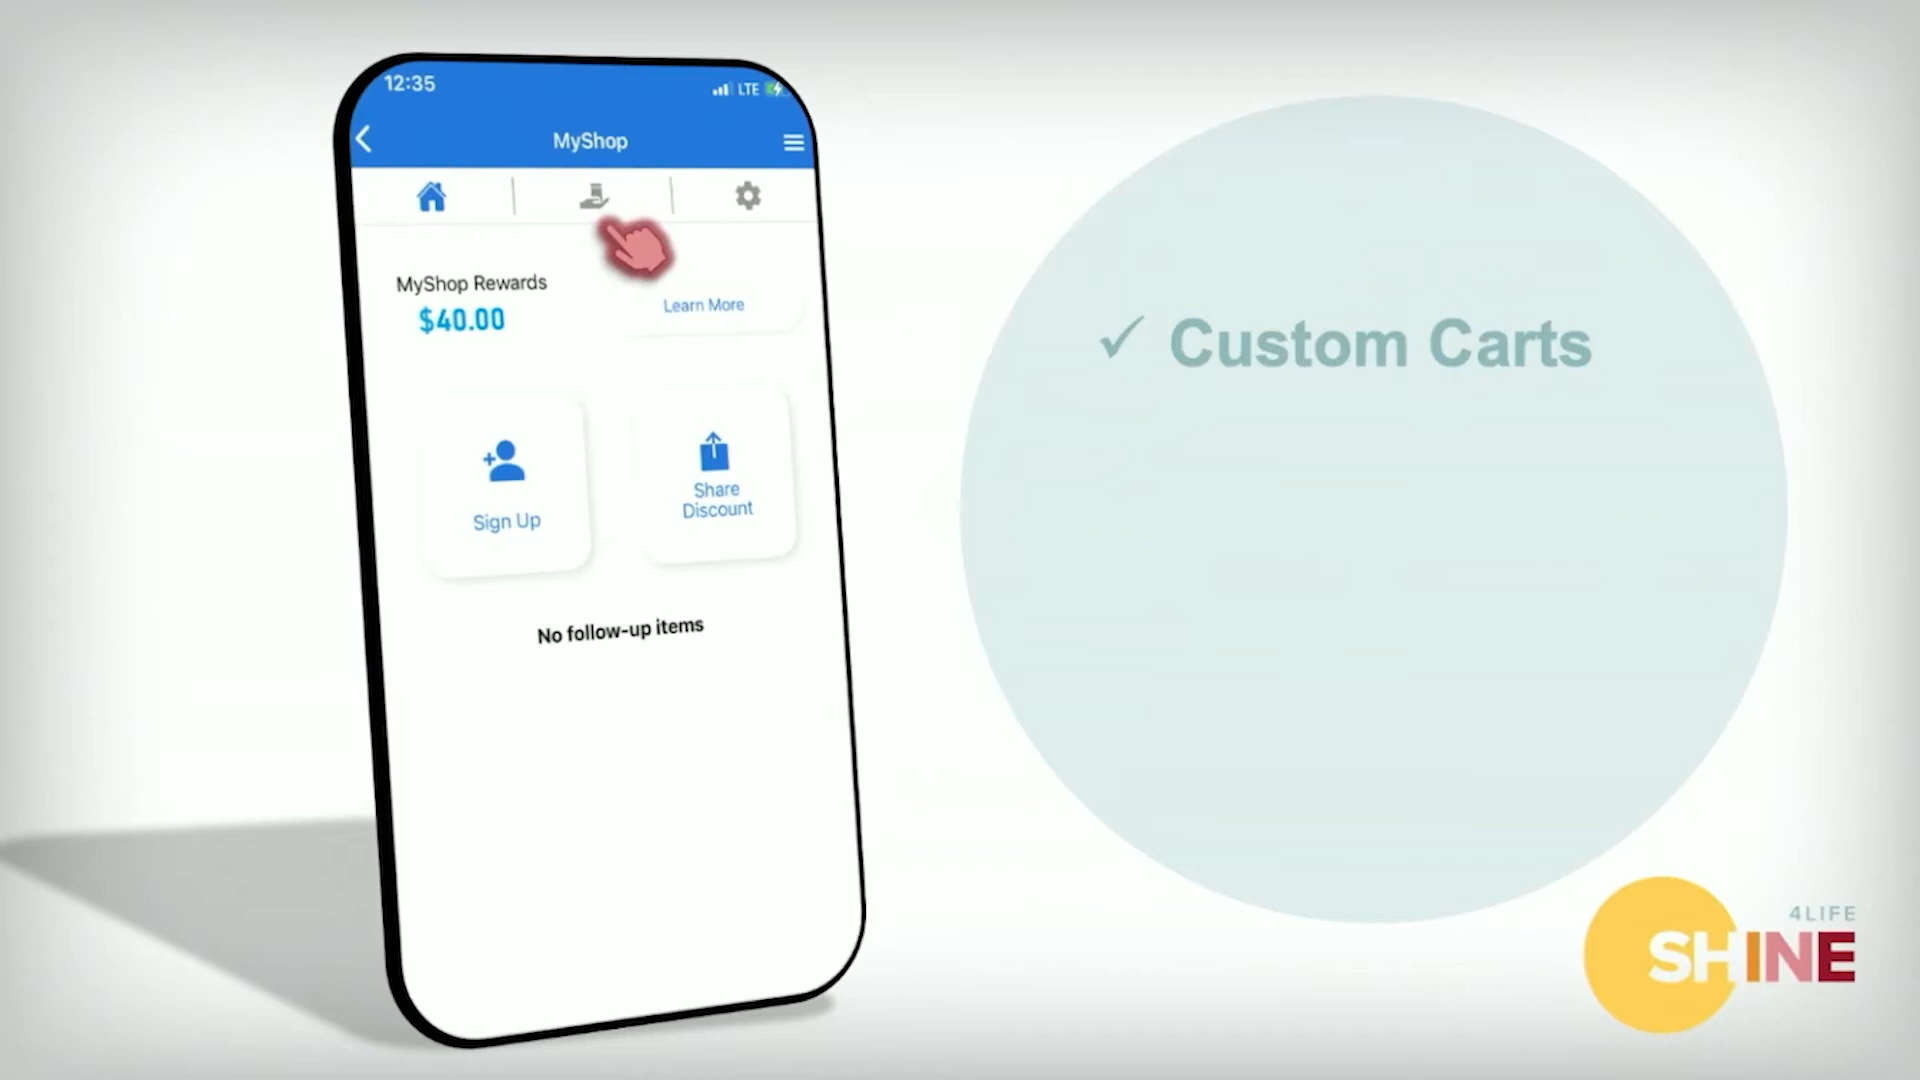 12:35
LTE
MyShop
MyShop Rewards
$40.00
Learn More
Sign Up
Share
Discount
No follow-up items
✓ Custom Carts
4LIFE
SHINE